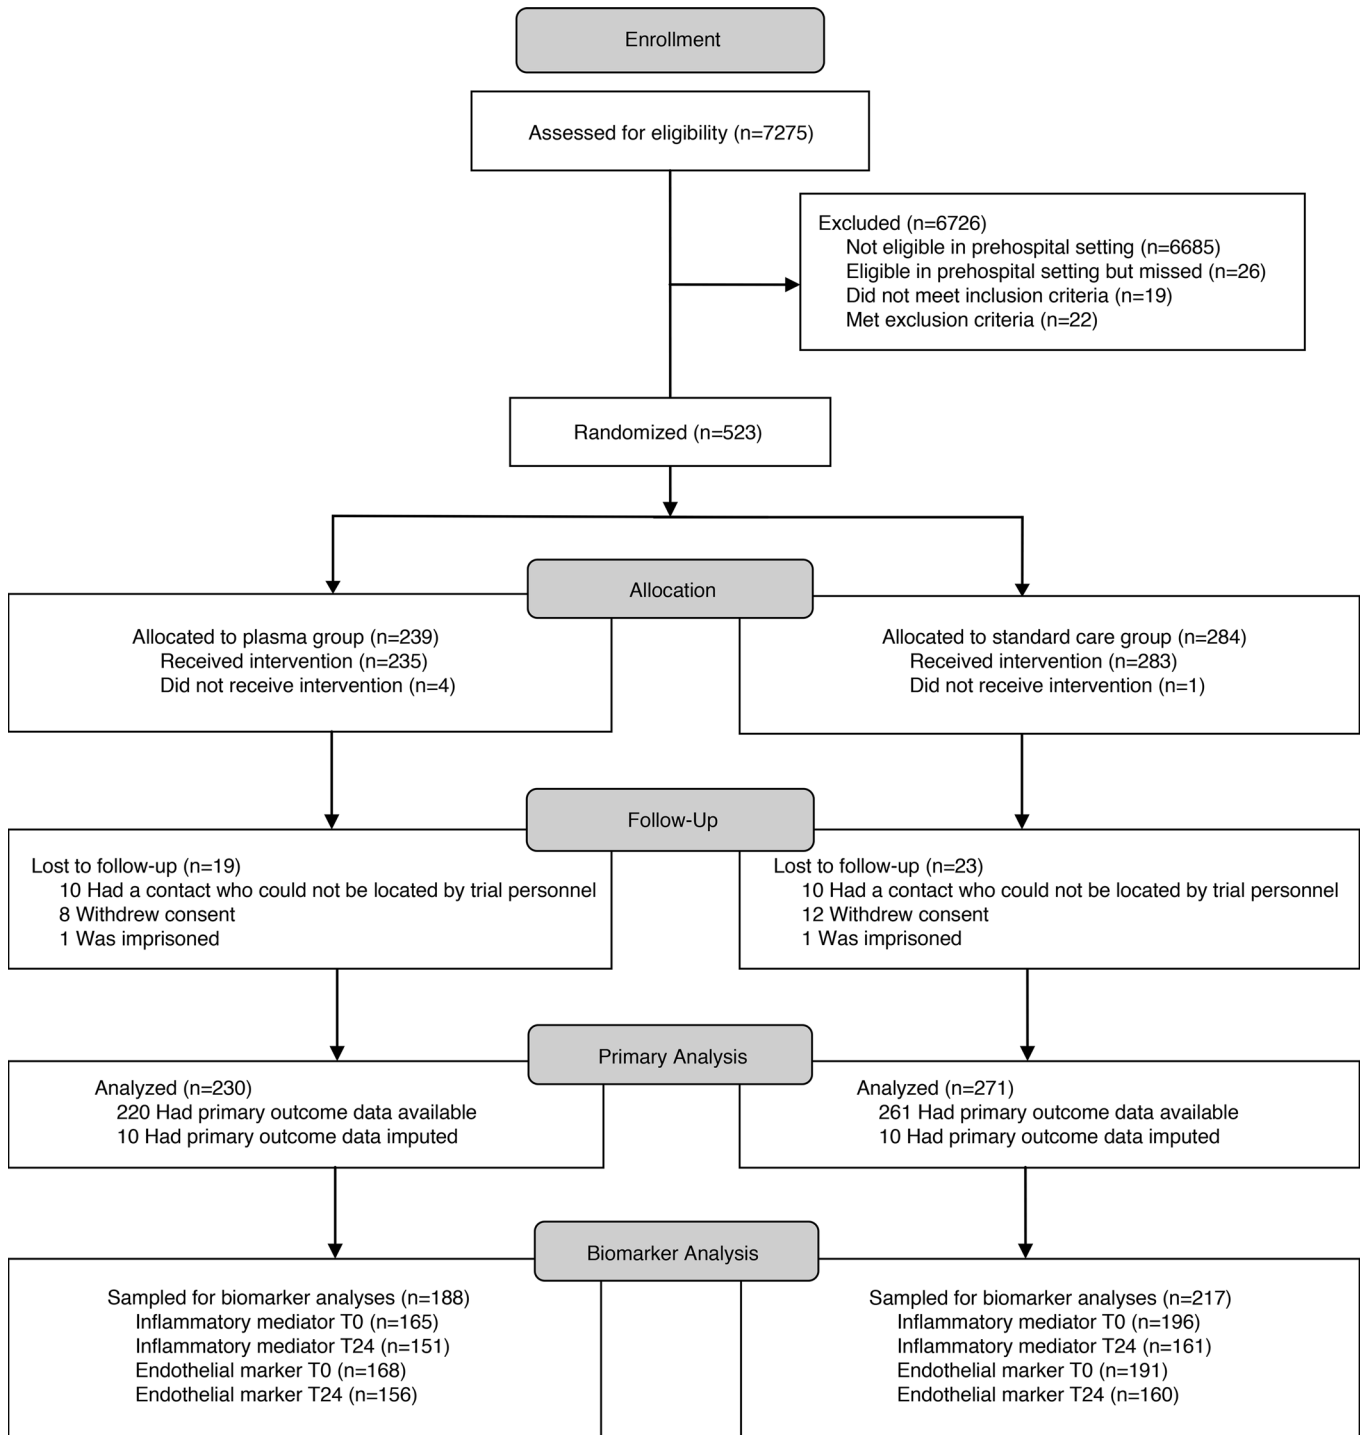 Enrollment
Assessed for eligibility (n=7275)
Excluded (n=6726)
Not eligible in prehospital setting (n=6685)
Eligible in prehospital setting but missed (n=26)
Did not meet inclusion criteria (n=19)
Met exclusion criteria (n=22)
Randomized (n=523)
Allocation
Allocated to plasma group (n=239)
Received intervention (n=235)
Did not receive intervention (n=4)
Allocated to standard care group (n=284)
Received intervention (n=283)
Did not receive intervention (n=1)
Follow-Up
Lost to follow-up (n=19)
10 Had a contact who could not be located by trial personnel
8 Withdrew consent
1 Was imprisoned
Lost to follow-up (n=23)
10 Had a contact who could not be located by trial personnel
12 Withdrew consent
1 Was imprisoned
Primary Analysis
Analyzed (n=230)
220 Had primary outcome data available
10 Had primary outcome data imputed
Analyzed (n=271)
261 Had primary outcome data available
10 Had primary outcome data imputed
Biomarker Analysis
Sampled for biomarker analyses (n=188)
Inflammatory mediator T0 (n=165)
Inflammatory mediator T24 (n=151)
Endothelial marker T0 (n=168)
Endothelial marker T24 (n=156)
Sampled for biomarker analyses (n=217)
Inflammatory mediator T0 (n=196)
Inflammatory mediator T24 (n=161)
Endothelial marker T0 (n=191)
Endothelial marker T24 (n=160)